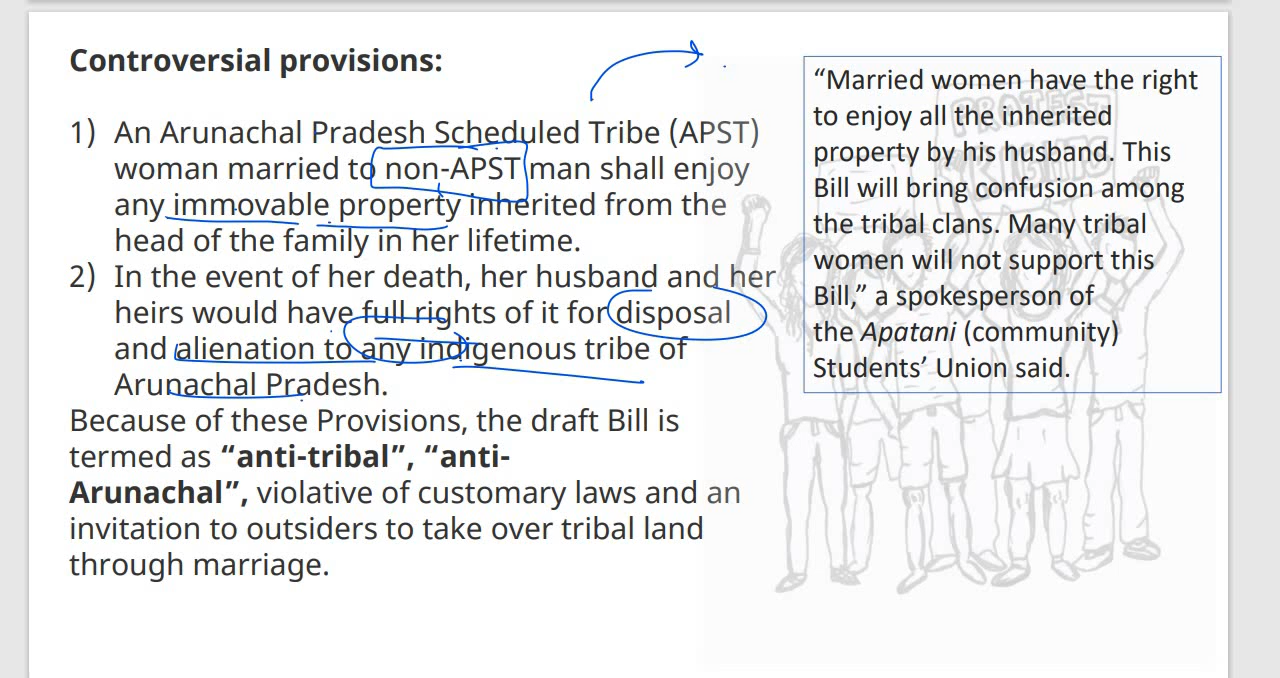 Controversial provisions:
1) An Arunachal Pradesh Scheduled Tribe (APST)
woman married to non-APST man shall enjoy
any immovable property inherited from the
head of the family in her lifetime.
2) In the event of her death, her husband and her
heirs would have full rights of it for disposal
and alienation to any indigenous tribe of
Arunachal Pradesh.
Because of these Provisions, the draft Bill is
termed as “anti-tribal”, “anti-
Arunachal”, violative of customary laws and an
invitation to outsiders to take over tribal land
through marriage.
“Married women have the right
to enjoy all the inherited
property by his husband. This
Bill will bring confusion among
the tribal clans. Many tribal
women will not support this
Bill,” a spokesperson of
the Apatani (community)
Students’ Union said.
PROTECT
RIGHTS